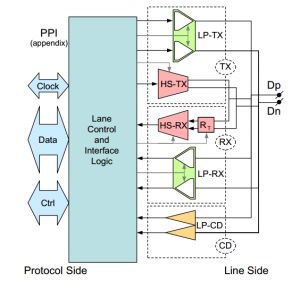 PPI
(appendix)
Clock
Data
Ctrl
Lane
Control
and
Interface
Logic
LP-TX
TX
HS-TX
Dp
Dn
HS-RX
RT
RX
LP-RX
LP-CD
CD
Protocol Side
Line Side